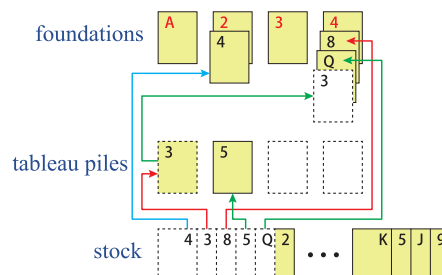 foundations A 2 3 4
4 8
Q
3
tableau piles 3 5
stock 4 3 8 5 Q 2 • • • K 5 J 9